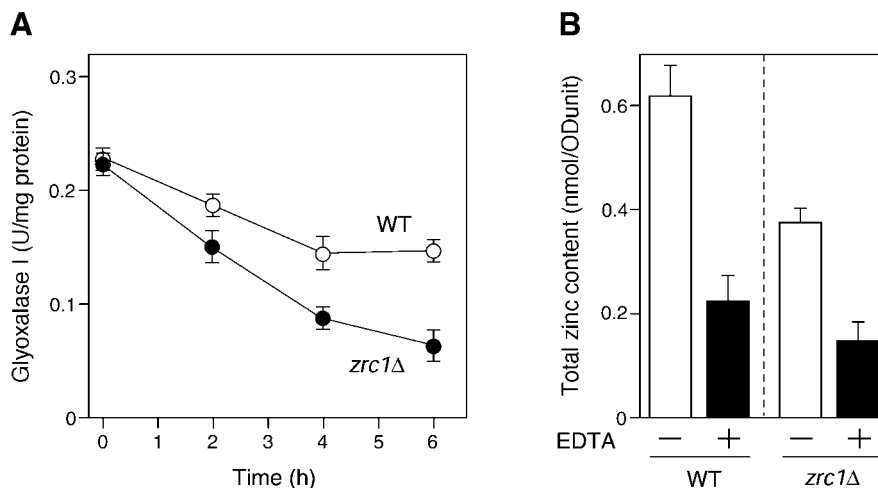 A
Glyoxalase I (U/mg protein)
0.3
0.2
0.1
0
WT
zrc1Δ
0 1 2 3 4 5 6
Time (h)
B
Total zinc content (nmol/ODunit)
0.6
0.4
0.2
0
EDTA − + − +
WT zrc1Δ